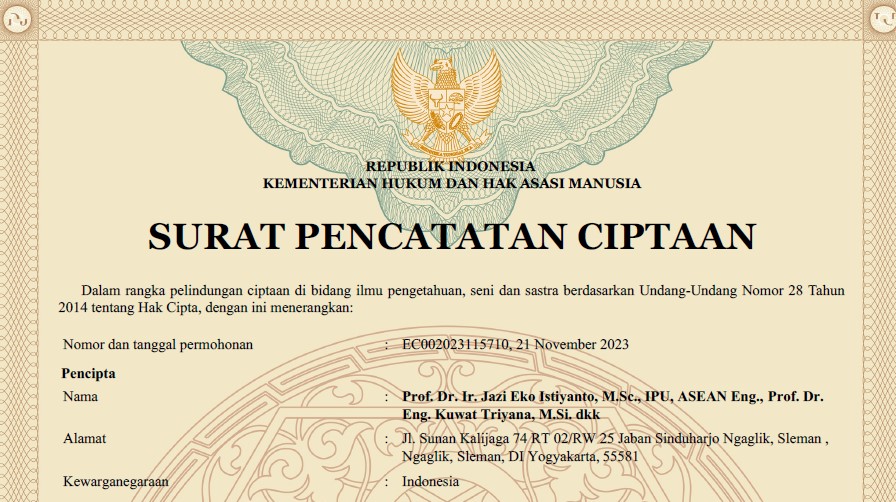 REPUBLIK INDONESIA
KEMENTERIAN HUKUM DAN HAK ASASI MANUSIA
SURAT PENCATATAN CIPTAAN
Dalam rangka pelindungan ciptaan di bidang ilmu pengetahuan, seni dan sastra berdasarkan Undang-Undang Nomor 28 Tahun
2014 tentang Hak Cipta, dengan ini menerangkan:
Nomor dan tanggal permohonan : EC002023115710, 21 November 2023
Pencipta
Nama : Prof. Dr. Ir. Jazi Eko Istiyanto, M.Sc., IPU, ASEAN Eng., Prof. Dr.
Eng. Kuwat Triyana, M.Si. dkk
Alamat : Jl. Sunan Kalijaga 74 RT 02/RW 25 Jaban Sinduharjo Ngaglik, Sleman ,
Ngaglik, Sleman, DI Yogyakarta, 55581
Kewarganegaraan : Indonesia